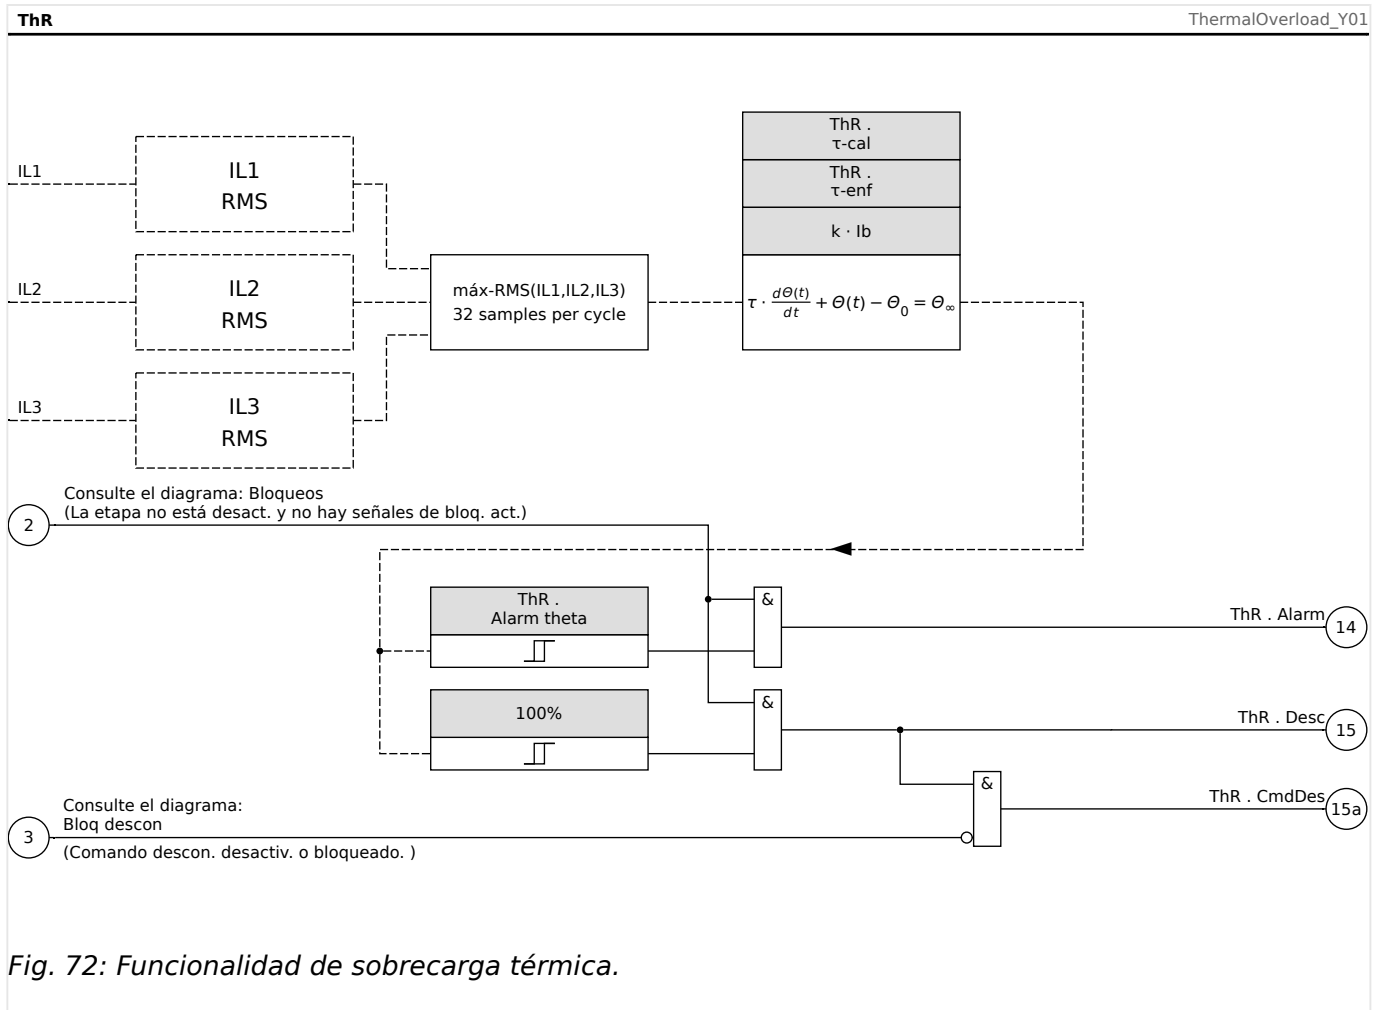 ThR
ThermalOverload_Y01
IL1
IL1
RMS
IL2
IL2
RMS
IL3
IL3
RMS
máx-RMS(IL1,IL2,IL3)
32 samples per cycle
ThR .
τ-cal
ThR .
τ-enf
k · Ib
τ · dΘ(t)/dt + Θ(t) − Θ₀ = Θ∞
Consulte el diagrama: Bloqueos
(La etapa no está desact. y no hay señales de bloq. act.)
2
ThR .
Alarm theta
&
ThR . Alarm
14
100%
&
ThR . Desc
15
&
ThR . CmdDes
15a
Consulte el diagrama:
Bloq descon
3
(Comando descon. desactiv. o bloqueado. )
Fig. 72: Funcionalidad de sobrecarga térmica.